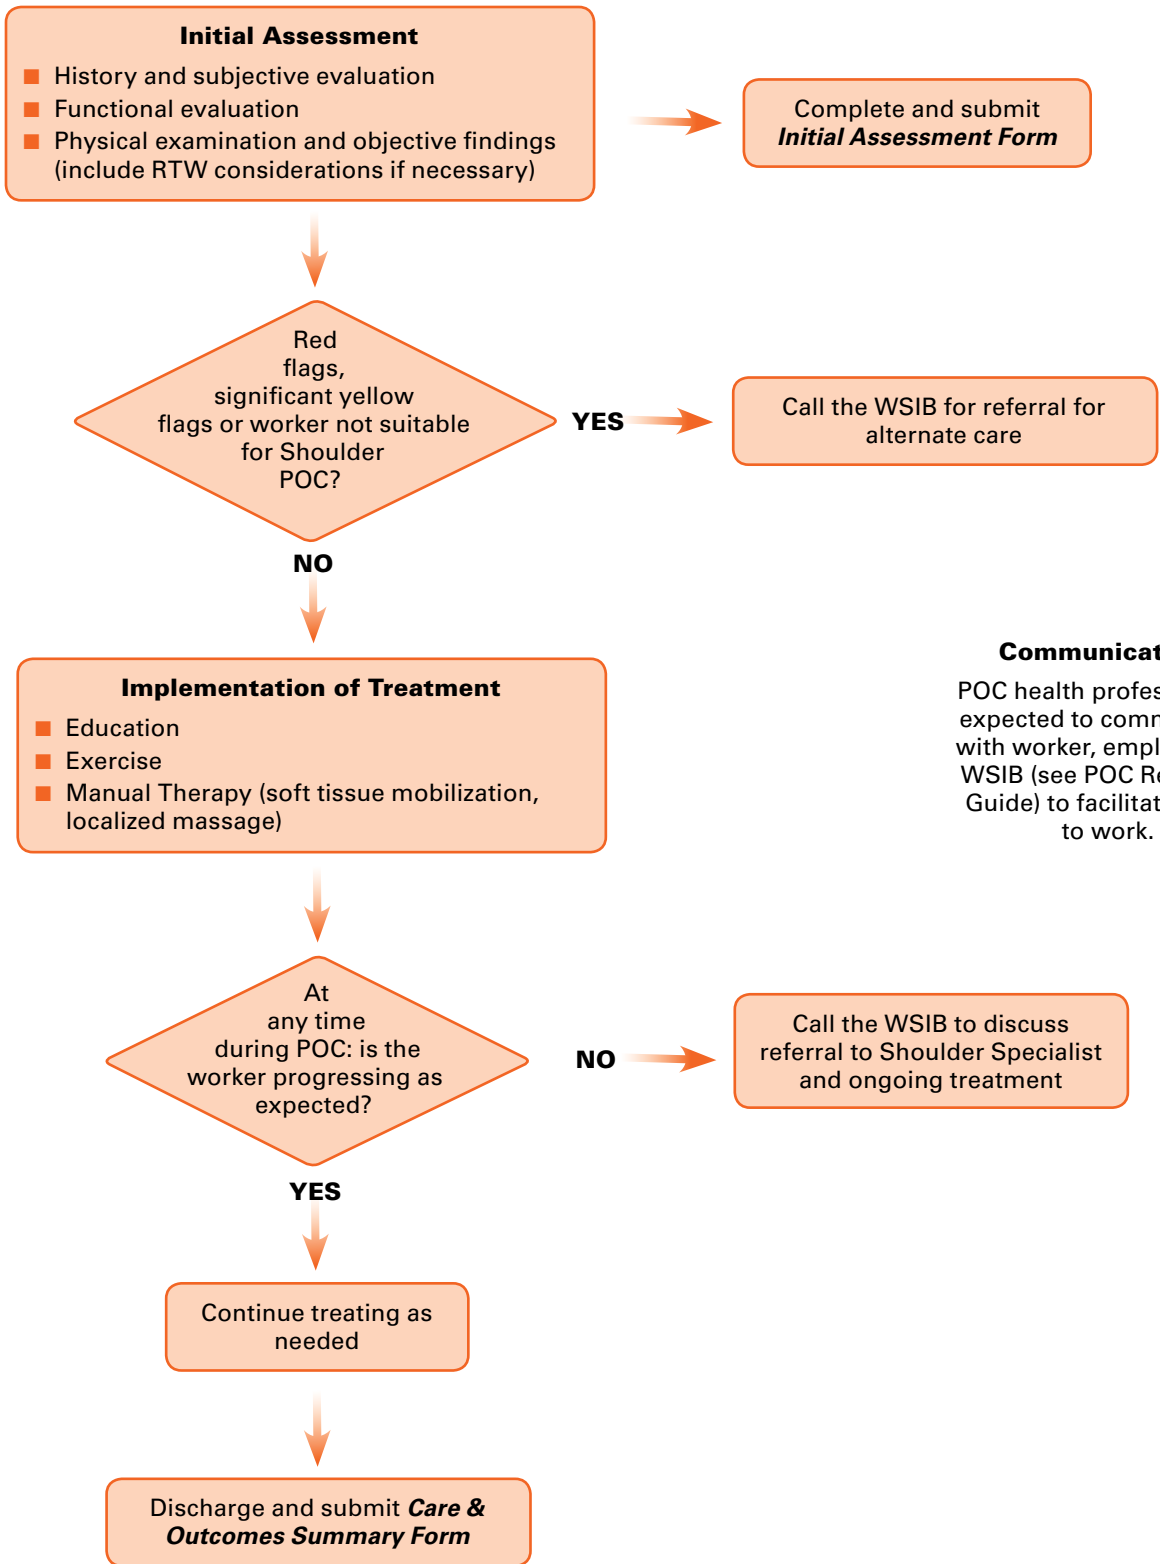 Initial Assessment
■ History and subjective evaluation
■ Functional evaluation
■ Physical examination and objective findings
(include RTW considerations if necessary)
Complete and submit
Initial Assessment Form
Red
flags,
significant yellow
flags or worker not suitable
for Shoulder
POC?
YES
Call the WSIB for referral for
alternate care
NO
Implementation of Treatment
■ Education
■ Exercise
■ Manual Therapy (soft tissue mobilization,
localized massage)
POC health
expected to
with worker,
WSIB (see POC
Guide) to
to work.
At
any time
during POC: is the
worker progressing as
expected?
NO
Call the WSIB to discuss
referral to Shoulder Specialist
and ongoing treatment
YES
Continue treating as
needed
Discharge and submit Care &
Outcomes Summary Form